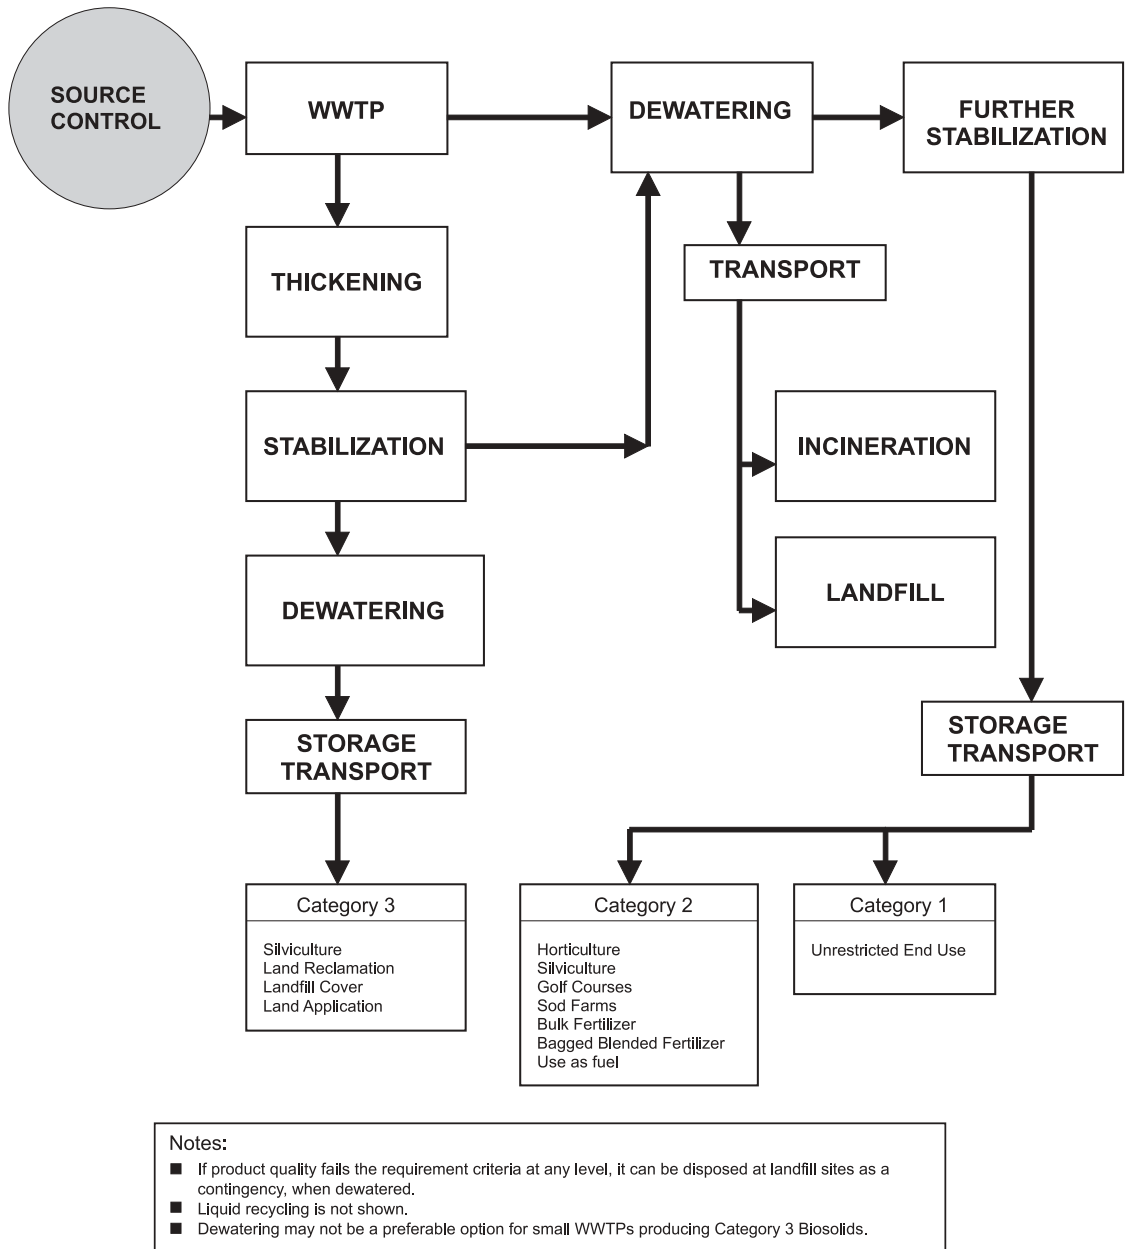 SOURCE
CONTROL
WWTP
DEWATERING
FURTHER
STABILIZATION
THICKENING
TRANSPORT
STABILIZATION
INCINERATION
DEWATERING
LANDFILL
STORAGE
TRANSPORT
STORAGE
TRANSPORT
Category 3
Silviculture
Land Reclamation
Landfill Cover
Land Application
Category 2
Horticulture
Silviculture
Golf Courses
Sod Farms
Bulk Fertilizer
Bagged Blended Fertilizer
Use as fuel
Category 1
Unrestricted End Use
Notes:
■ If product quality fails the requirement criteria at any level, it can be disposed at landfill sites as a
contingency, when dewatered.
■ Liquid recycling is not shown.
■ Dewatering may not be a preferable option for small WWTPs producing Category 3 Biosolids.